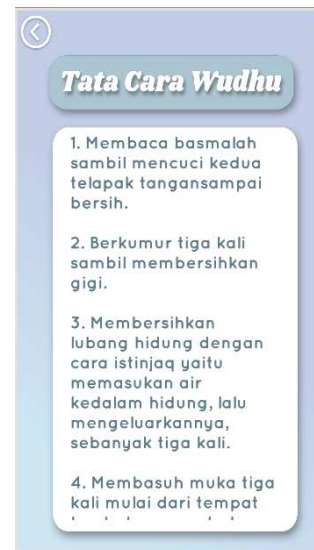 Tata Cara Wudhu
1. Membaca basmalah
sambil mencuci kedua
telapak tangansampai
bersih.
2. Berkumur tiga kali
sambil membersihkan
gigi.
3. Membersihkan
lubang hidung dengan
cara istinjaq yaitu
memasukan air
kedalam hidung, lalu
mengeluarkannya,
sebanyak tiga kali.
4. Membasuh muka tiga
kali mulai dari tempat